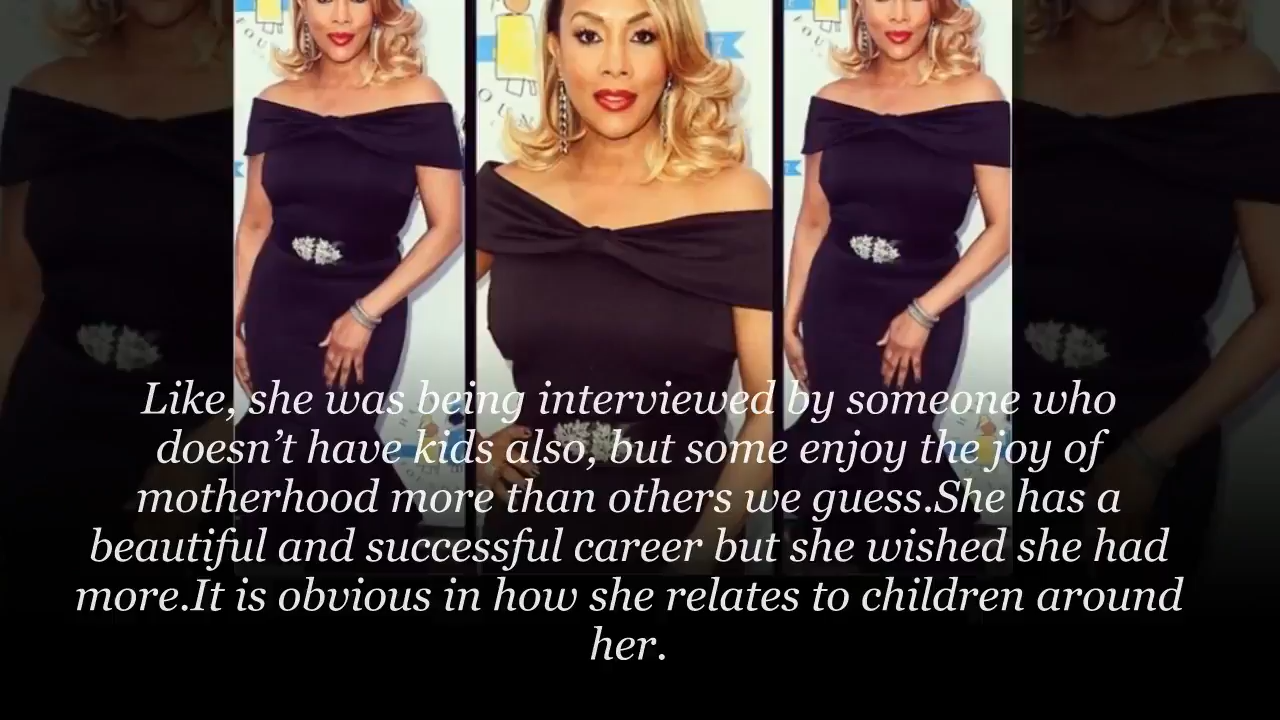 Like, she was being interviewed by someone who
doesn’t have kids also, but some enjoy the joy of
motherhood more than others we guess.She has a
beautiful and successful career but she wished she had
more.It is obvious in how she relates to children around
her.